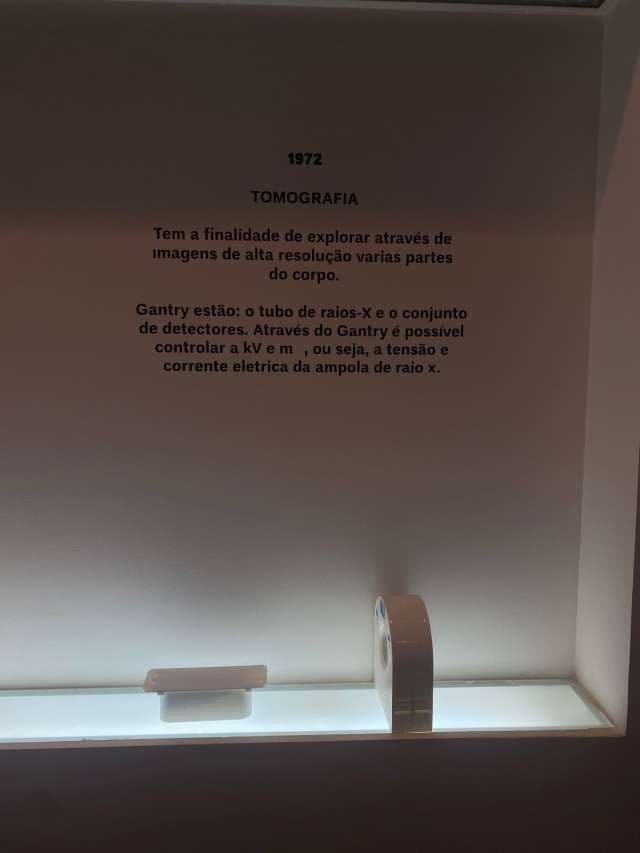 1972
TOMOGRAFIA
Tem a finalidade de explorar através de
imagens de alta resolução varias partes
do corpo.
Gantry estão: o tubo de raios-X e o conjunto
de detectores. Através do Gantry é possível
controlar a kV e m , ou seja, a tensão e
corrente eletrica da ampola de raio x.